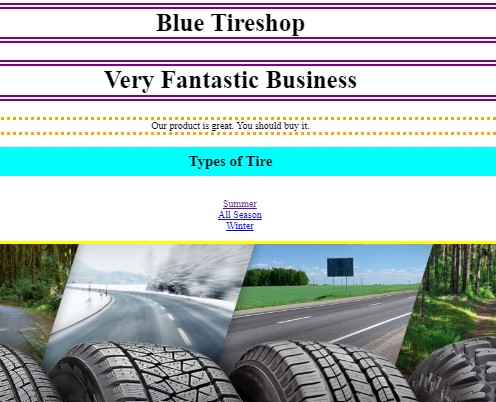 Blue Tireshop
Very Fantastic Business
Our product is great. You should buy it.
Types of Tire
Summer
All Season
Winter